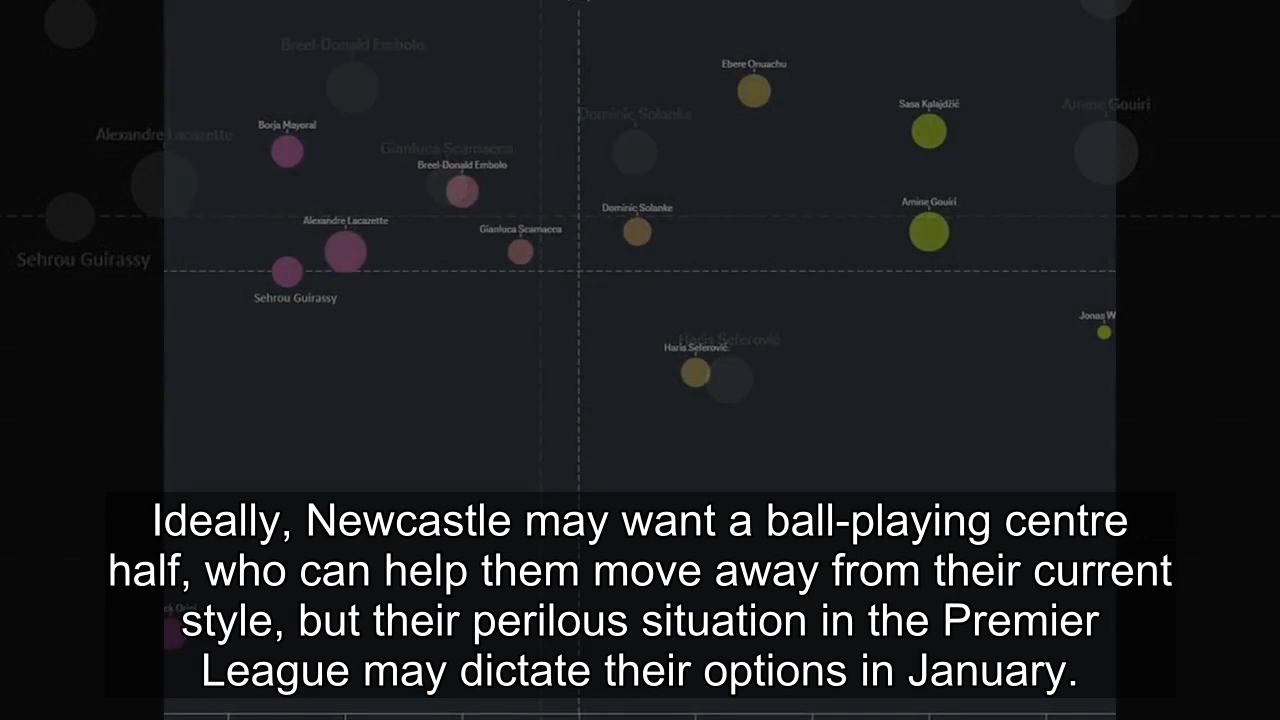 Breel-Donald Embolo
Ebere Onuachu
Sasa Kalajdžić
Amine Gouiri
Dominic Solanke
Borja Mayoral
Alexandre Lacazette
Gianluca Scamacca
Breel-Donald Embolo
Amine Gouiri
Dominic Solanke
Alexandre Lacazette
Gianluca Scamacca
Sehrou Guirassy
Sehrou Guirassy
Jonas W
Haris Seferović
Haris Seferović
Ideally, Newcastle may want a ball-playing centre
half, who can help them move away from their current
style, but their perilous situation in the Premier
League may dictate their options in January.